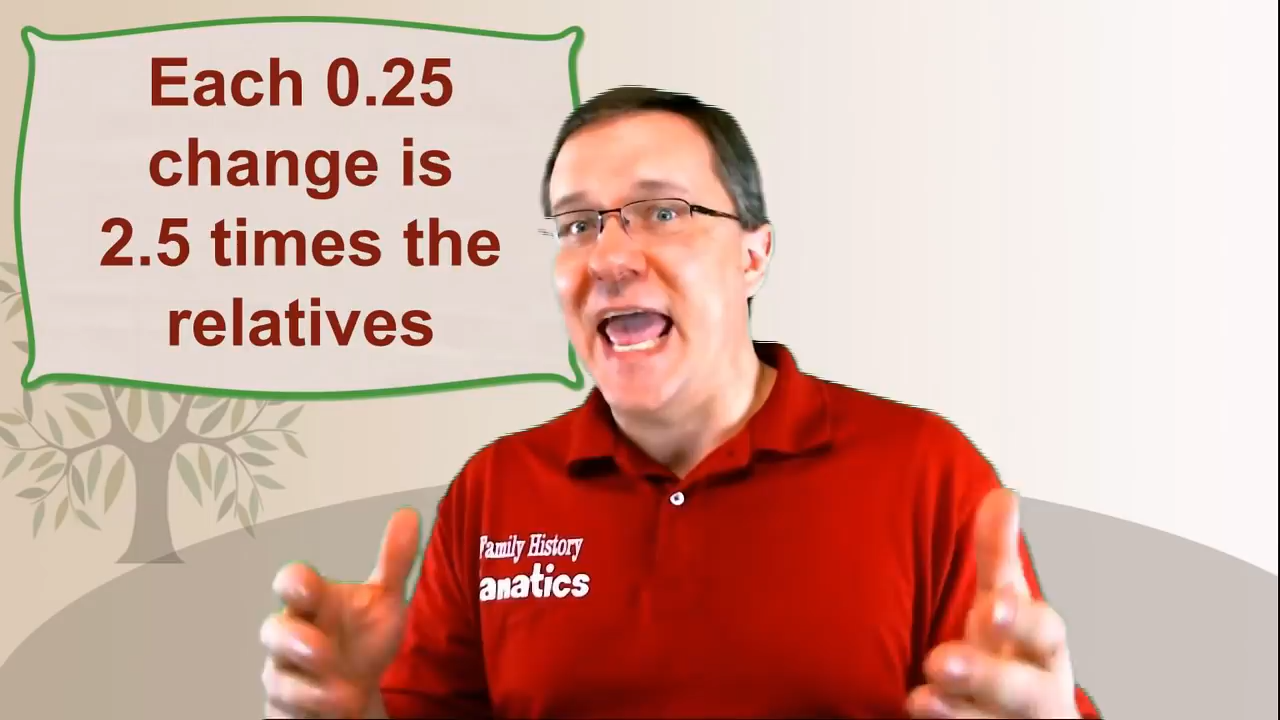 Each 0.25
change is
2.5 times the
relatives
Family History
anatics